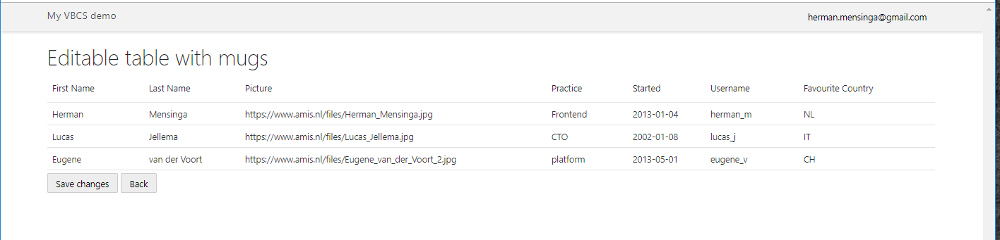 My VBCS demo herman.mensinga@gmail.com
Editable table with mugs
First Name Last Name Picture Practice Started Username Favourite Country
Herman Mensinga https://www.amis.nl/files/Herman_Mensinga.jpg Frontend 2013-01-04 herman_m NL
Lucas Jellema https://www.amis.nl/files/Lucas_Jellema.jpg CTO 2002-01-08 lucas_j IT
Eugene van der Voort https://www.amis.nl/files/Eugene_van_der_Voort_2.jpg platform 2013-05-01 eugene_v CH
Save changes Back